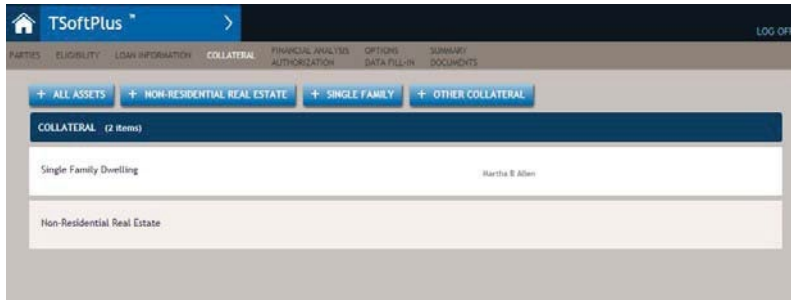 TSoftPlus ™
LOG OFF
PARTIES ELIGIBILITY LOAN INFORMATION COLLATERAL FINANCIAL ANALYSIS AUTHORIZATION OPTIONS DATA FILL-IN SUMMARY DOCUMENTS
+ ALL ASSETS + NON-RESIDENTIAL REAL ESTATE + SINGLE FAMILY + OTHER COLLATERAL
COLLATERAL (2 items)
Single Family Dwelling Martha B Allen
Non-Residential Real Estate